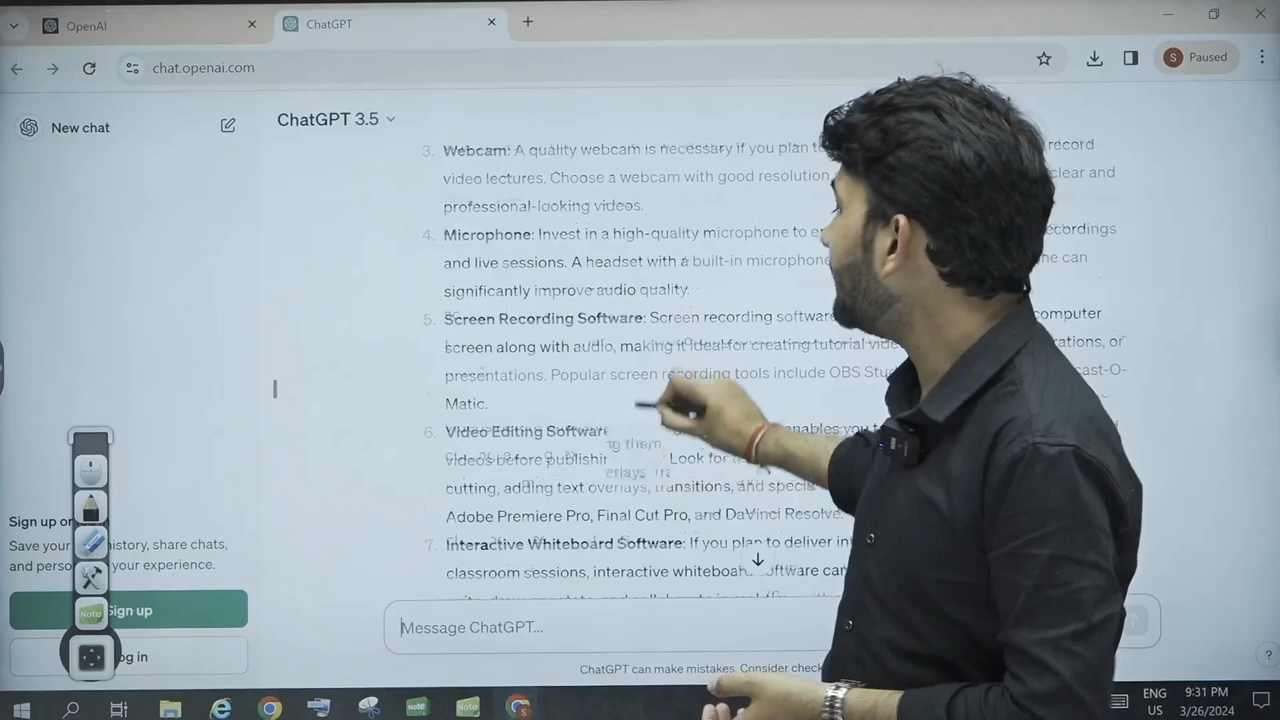 OpenAI
ChatGPT
chat.openai.com
S Paused
New chat
ChatGPT 3.5
3. Webcam: A quality webcam is necessary if you plan to record
video lectures. Choose a webcam with good resolution clear and
professional-looking videos.
4. Microphone: Invest in a high-quality microphone to
and live sessions. A headset with a built-in microphone can
significantly improve audio quality.
5. Screen Recording Software: Screen recording software computer
screen along with audio, making it ideal for creating tutorial or
presentations. Popular screen recording tools include OBS
Matic.
6. Video Editing Software enables you
videos before Look for
cutting, adding text overlays, transitions, and
Adobe Premiere Pro, Final Cut Pro, and DaVinci Resolve.
7. Interactive Whiteboard Software: If you plan to deliver
classroom sessions, interactive software can
Sign up or
Save your history, share chats,
and your experience.
Sign up
in
Note
Message ChatGPT...
ChatGPT can make mistakes. Consider
?
Note
Note
S
ENG
US
9:31 PM
3/26/2024